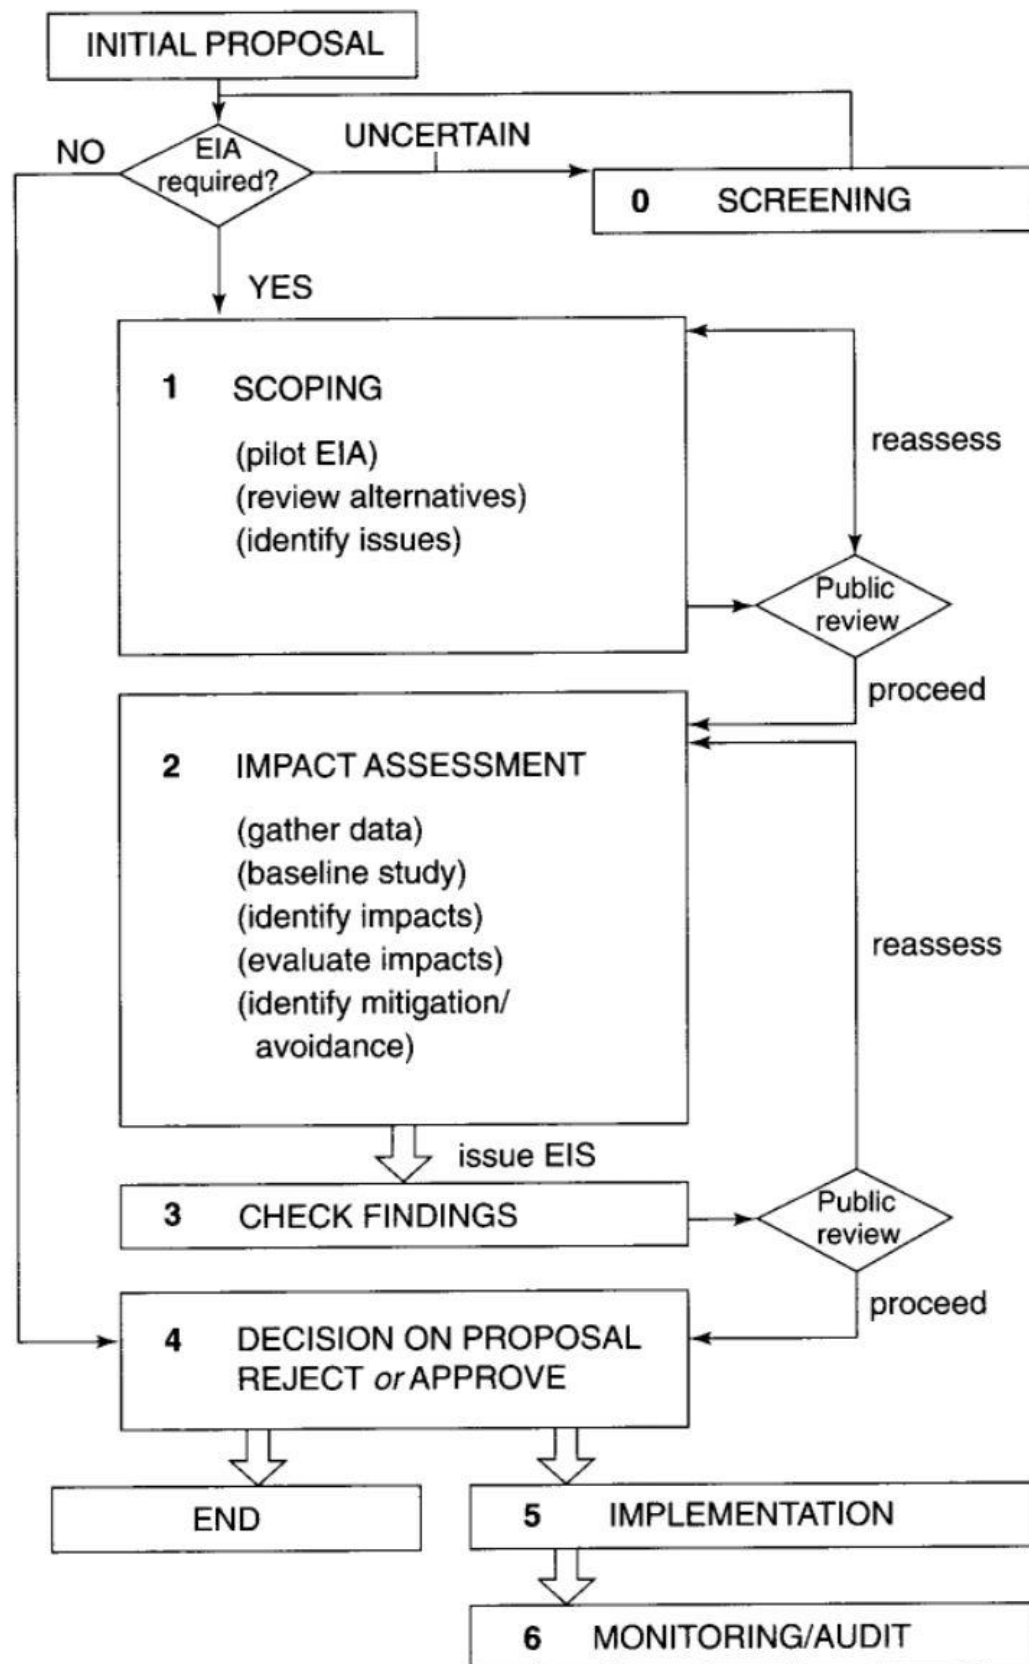 INITIAL PROPOSAL
NO
EIA
required?
UNCERTAIN
0 SCREENING
YES
1 SCOPING
(pilot EIA)
(review alternatives)
(identify issues)
reassess
Public
review
proceed
2 IMPACT ASSESSMENT
(gather data)
(baseline study)
(identify impacts)
(evaluate impacts)
(identify mitigation/
avoidance)
reassess
issue EIS
3 CHECK FINDINGS
Public
review
proceed
4 DECISION ON PROPOSAL
REJECT or APPROVE
END
5 IMPLEMENTATION
6 MONITORING/AUDIT